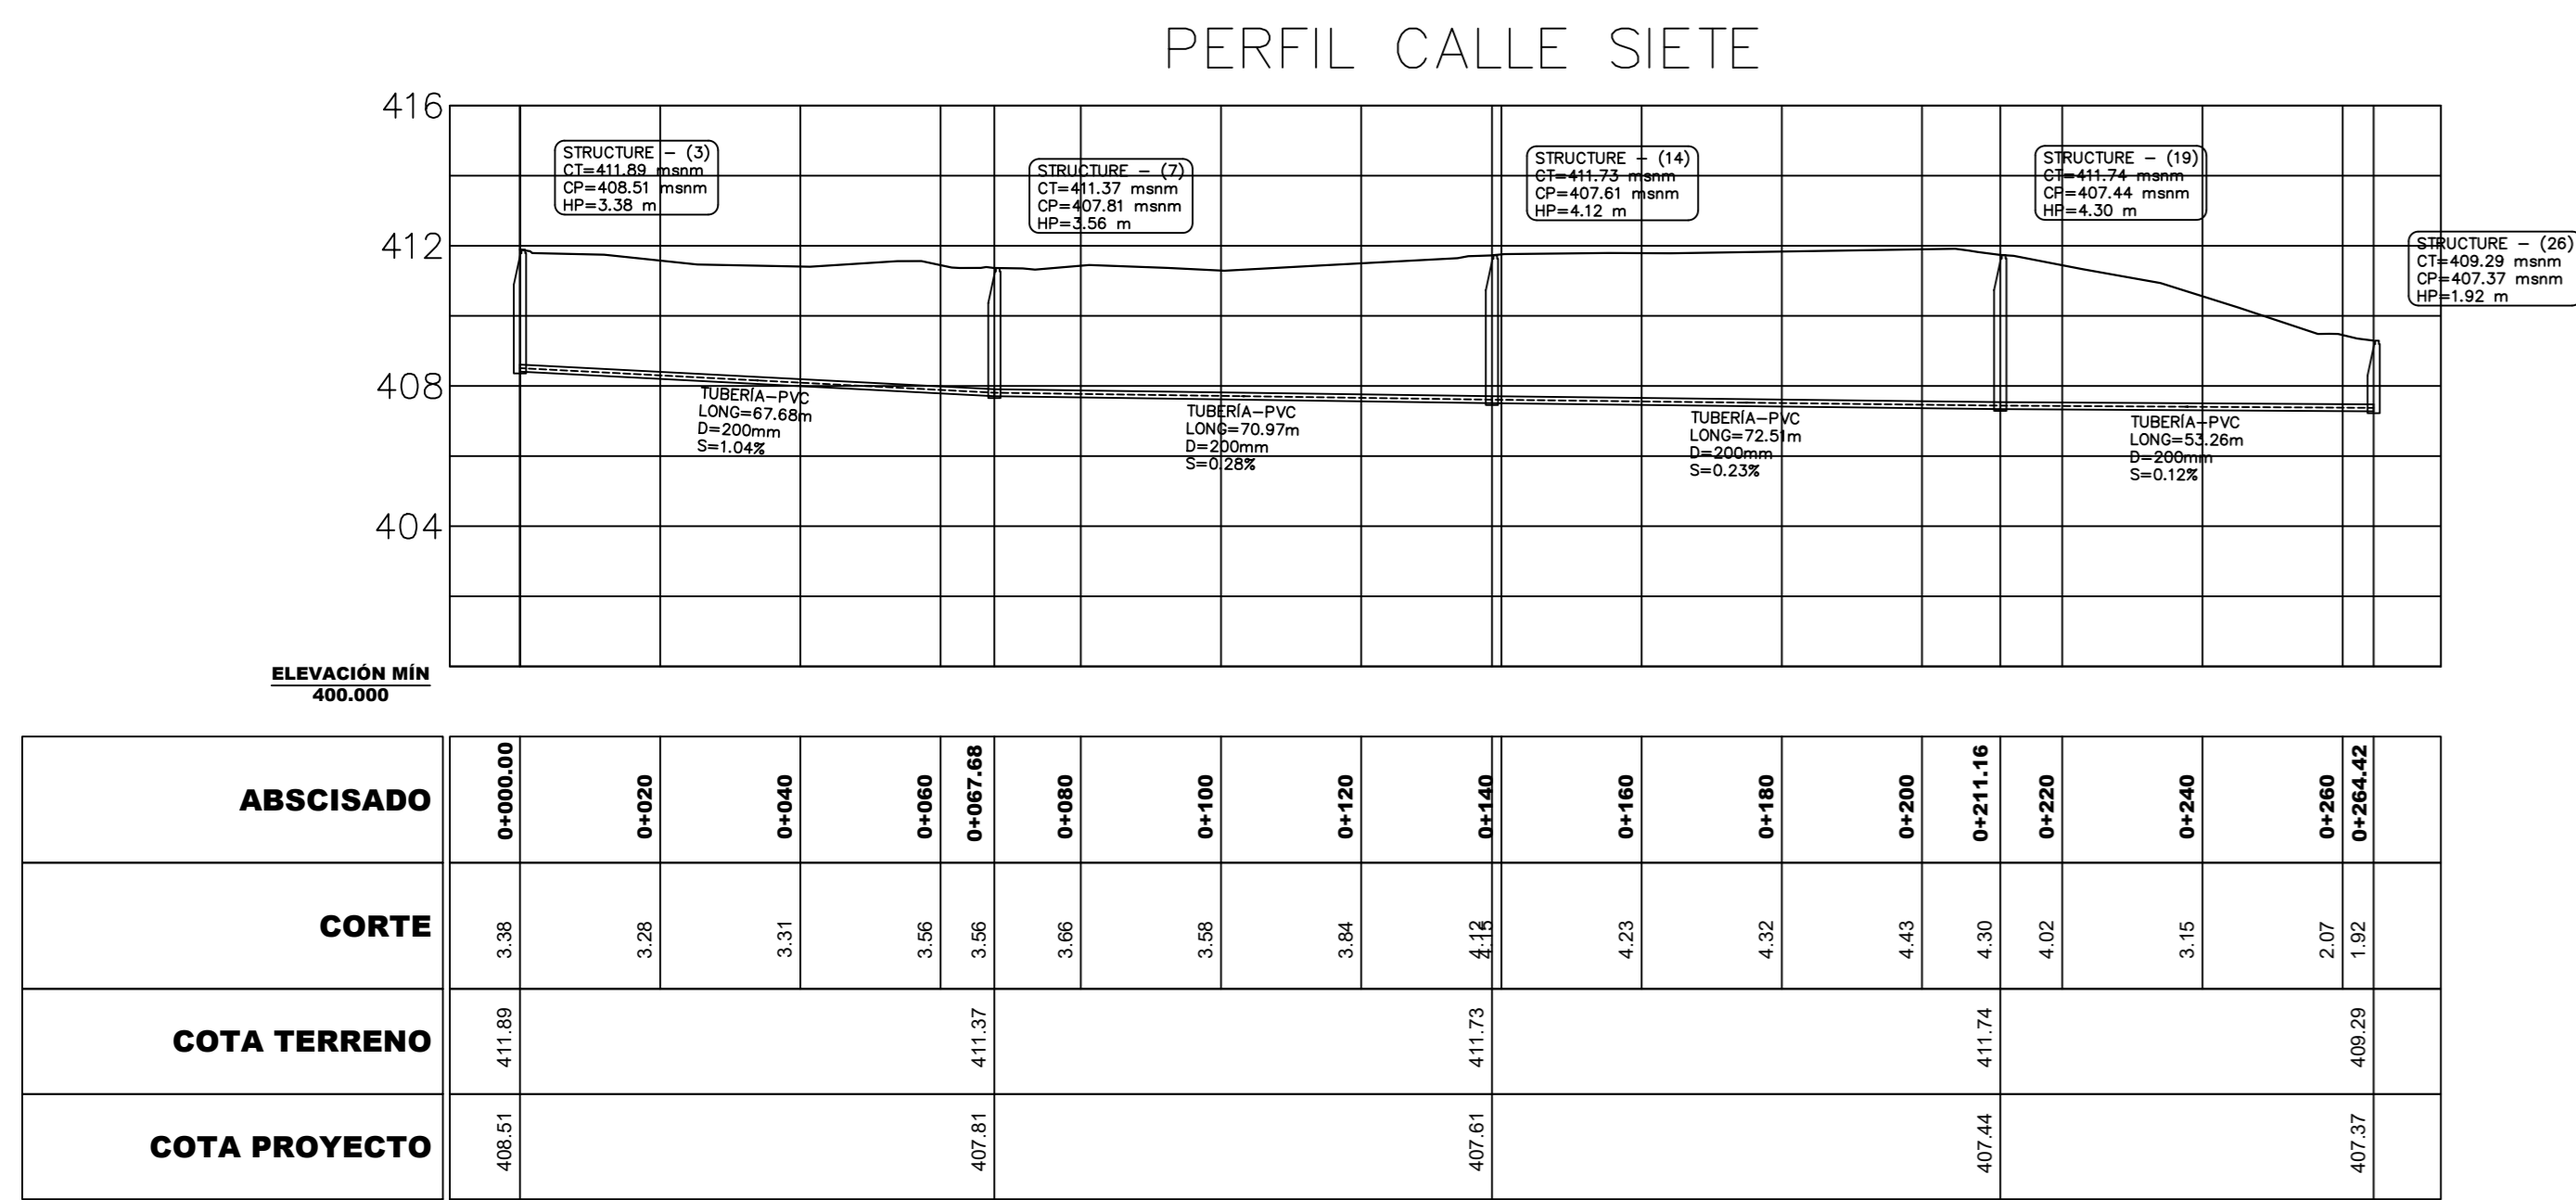 PERFIL CALLE SIETE
416
412
408
404
STRUCTURE - (3)
CT=411.89 msnm
CP=408.51 msnm
HP=3.38 m
STRUCTURE - (7)
CT=411.37 msnm
CP=407.81 msnm
HP=3.56 m
STRUCTURE - (14)
CT=411.73 msnm
CP=407.61 msnm
HP=4.12 m
STRUCTURE - (19)
CT=411.74 msnm
CP=407.44 msnm
HP=4.30 m
STRUCTURE - (26)
CT=409.29 msnm
CP=407.37 msnm
HP=1.92 m
TUBERÍA-PVC
LONG=67.68m
D=200mm
S=1.04%
TUBERÍA-PVC
LONG=70.97m
D=200mm
S=0.28%
TUBERÍA-PVC
LONG=72.51m
D=200mm
S=0.23%
TUBERÍA-PVC
LONG=53.26m
D=200mm
S=0.12%
ELEVACIÓN MÍN
400.000
ABSCISADO
0+000.00
0+020
0+040
0+060
0+067.68
0+080
0+100
0+120
0+140
0+160
0+180
0+200
0+211.16
0+220
0+240
0+260
0+264.42
CORTE
3.38
3.28
3.31
3.56
3.56
3.66
3.58
3.84
4.12
4.15
4.23
4.32
4.43
4.30
4.02
3.15
2.07
1.92
COTA TERRENO
411.89
411.37
411.73
411.74
409.29
COTA PROYECTO
408.51
407.81
407.61
407.44
407.37